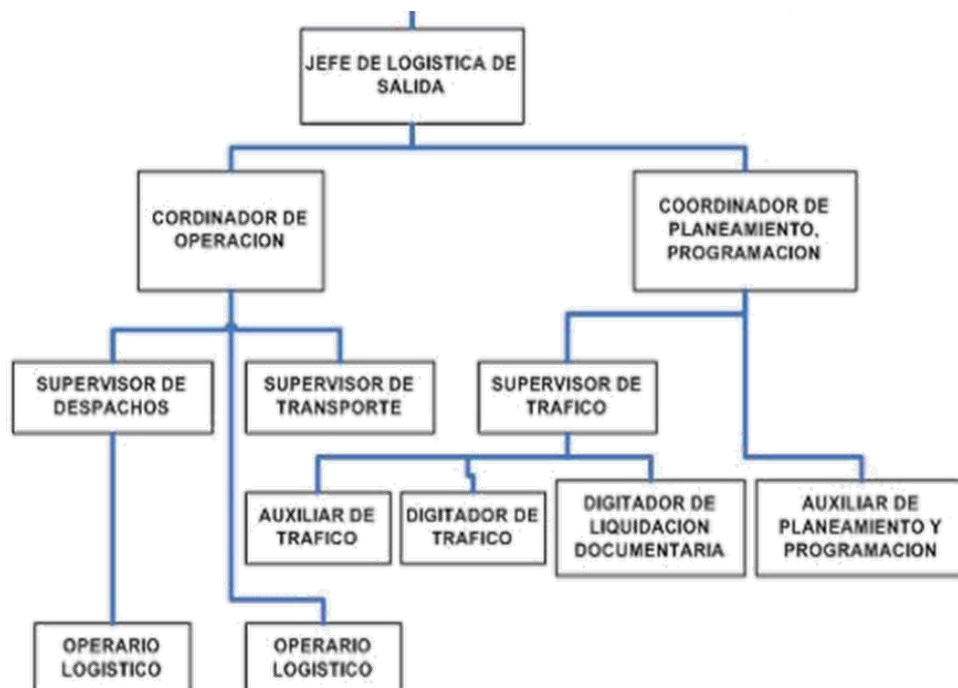 JEFE DE LOGISTICA DE
SALIDA
CORDINADOR DE
OPERACION
COORDINADOR DE
PLANEAMIENTO,
PROGRAMACION
SUPERVISOR DE
DESPACHOS
SUPERVISOR DE
TRANSPORTE
SUPERVISOR DE
TRAFICO
AUXILIAR DE
TRAFICO
DIGITADOR DE
TRAFICO
DIGITADOR DE
LIQUIDACION
DOCUMENTARIA
AUXILIAR DE
PLANEAMIENTO Y
PROGRAMACION
OPERARIO
LOGISTICO
OPERARIO
LOGISTICO